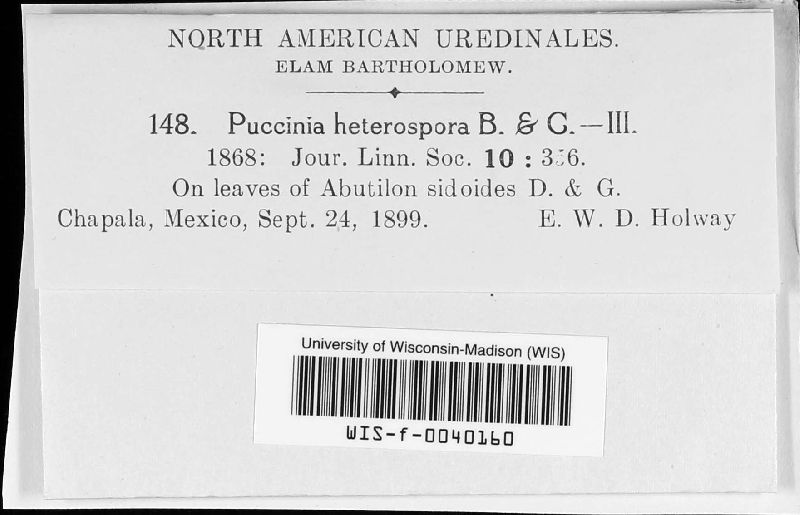 NORTH AMERICAN UREDINALES.
ELAM BARTHOLOMEW.
148. Puccinia heterospora B. & C.—III.
1868: Jour. Linn. Soc. 10 : 356.
On leaves of Abutilon sidoides D. & G.
Chapala, Mexico, Sept. 24, 1899. E. W. D. Holway
University of Wisconsin-Madison (WIS)
WIS-f-0040160